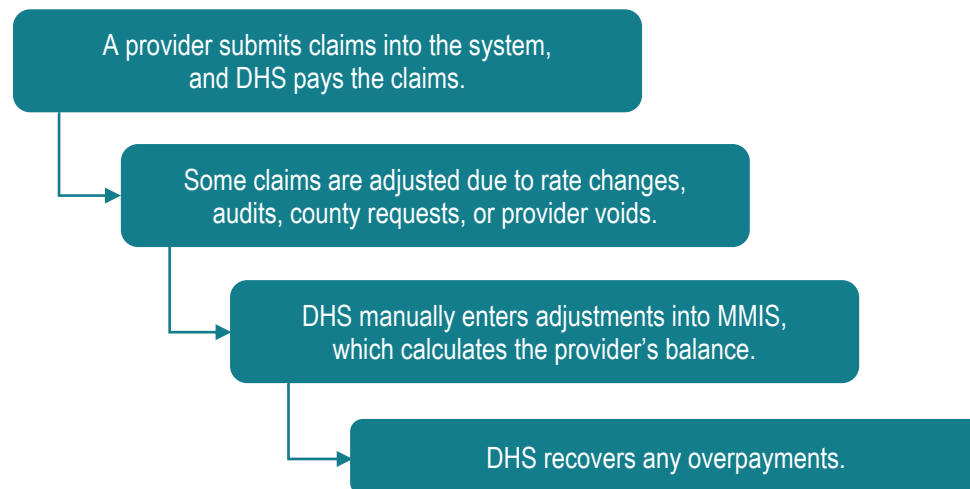 A provider submits claims into the system,
and DHS pays the claims.
Some claims are adjusted due to rate changes,
audits, county requests, or provider voids.
DHS manually enters adjustments into MMIS,
which calculates the provider’s balance.
DHS recovers any overpayments.